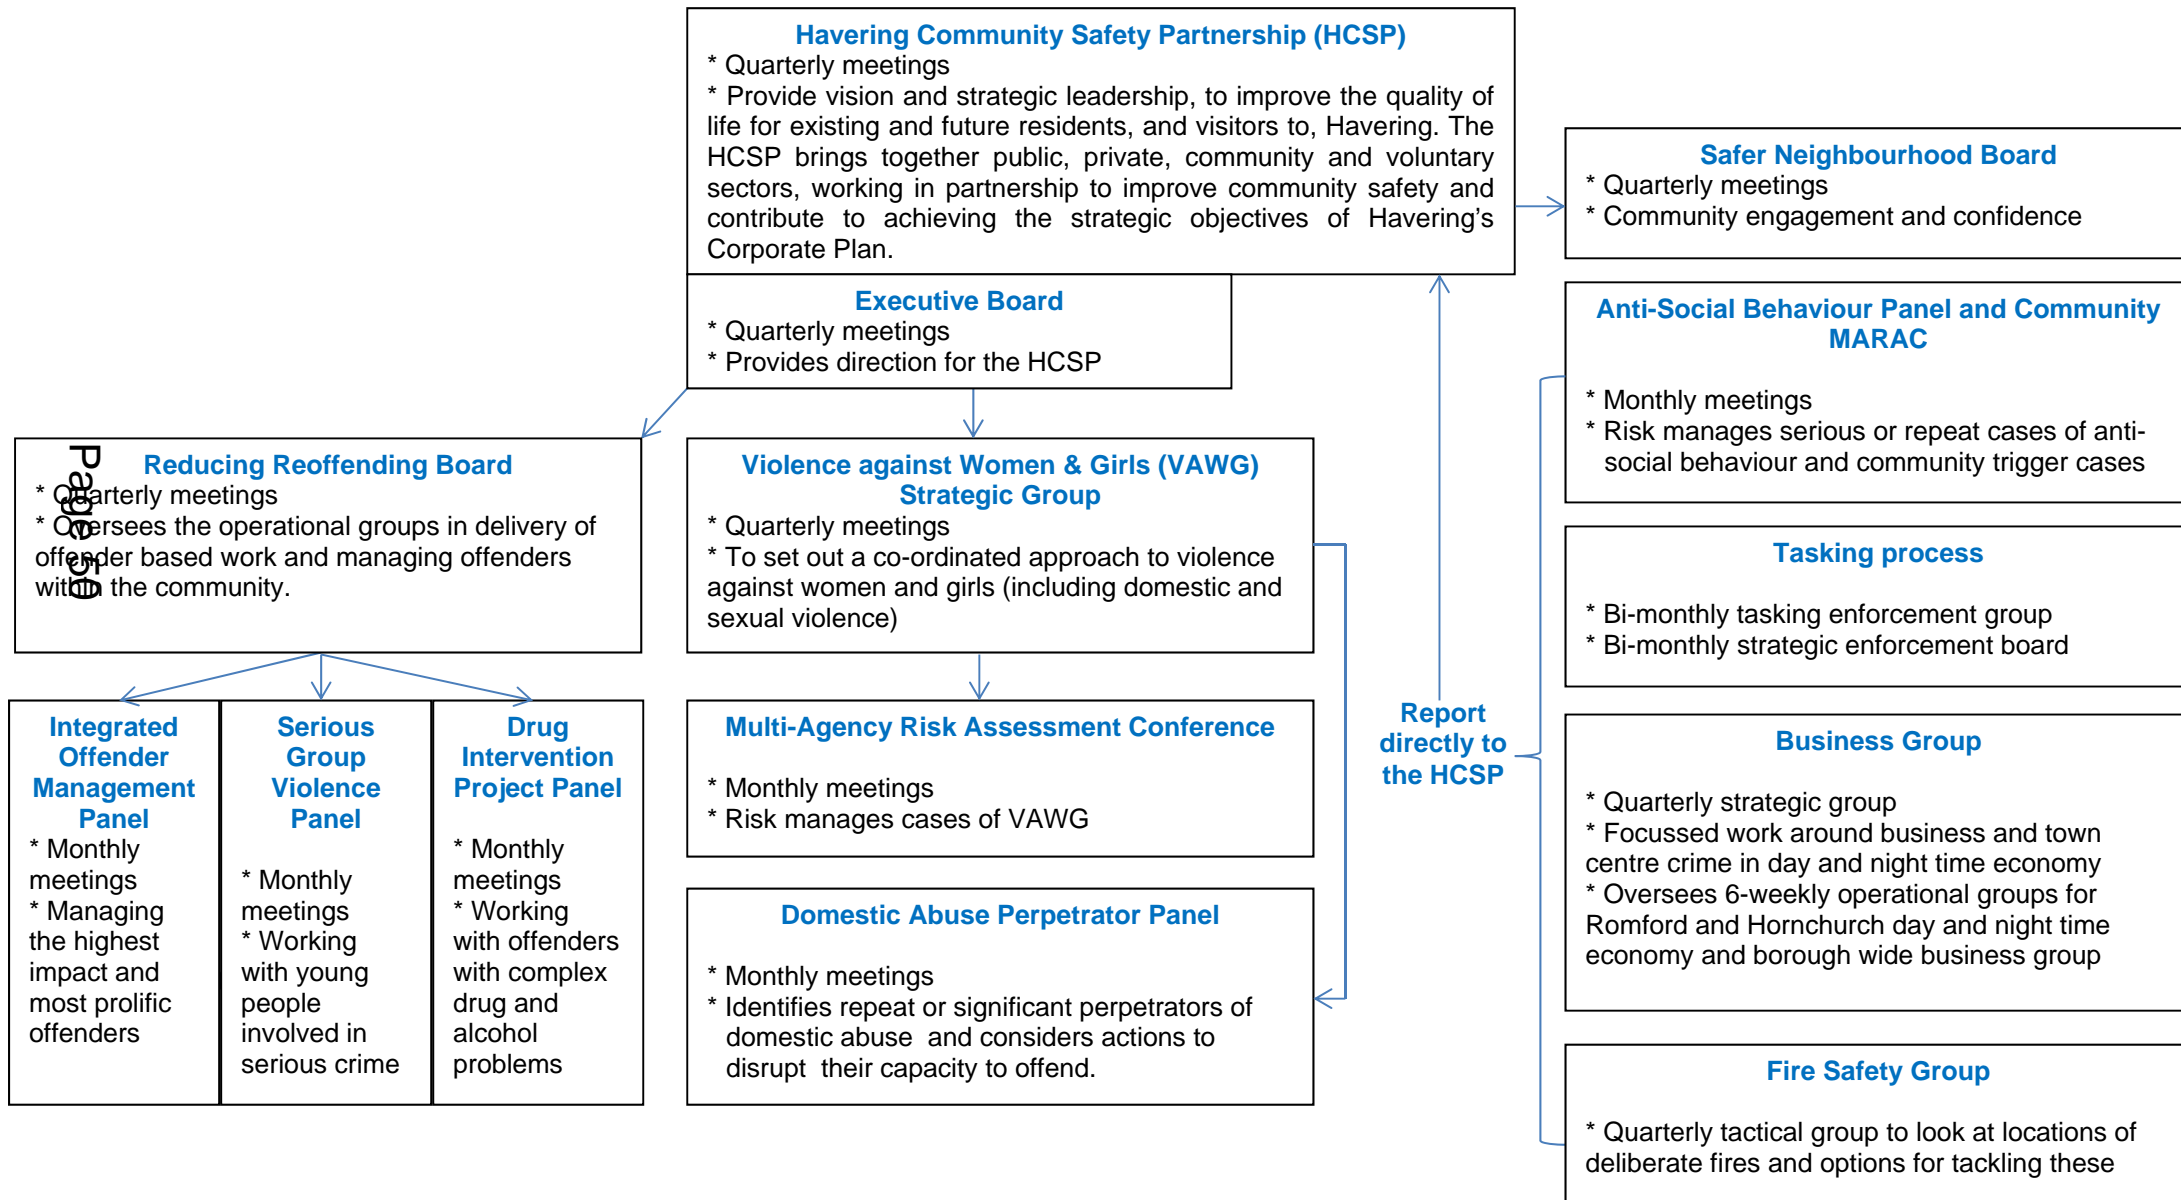 Havering Community Safety Partnership (HCSP)
* Quarterly meetings
* Provide vision and strategic leadership, to improve the quality of
life for existing and future residents, and visitors to, Havering. The
HCSP brings together public, private, community and voluntary
sectors, working in partnership to improve community safety and
contribute to achieving the strategic objectives of Havering’s
Corporate Plan.
Safer Neighbourhood Board
* Quarterly meetings
* Community engagement and confidence
Executive Board
* Quarterly meetings
* Provides direction for the HCSP
Anti-Social Behaviour Panel and Community
MARAC
* Monthly meetings
* Risk manages serious or repeat cases of anti-
social behaviour and community trigger cases
Page 50
Reducing Reoffending Board
* Quarterly meetings
* Oversees the operational groups in delivery of
offender based work and managing offenders
within the community.
Violence against Women & Girls (VAWG)
Strategic Group
* Quarterly meetings
* To set out a co-ordinated approach to violence
against women and girls (including domestic and
sexual violence)
Tasking process
* Bi-monthly tasking enforcement group
* Bi-monthly strategic enforcement board
Integrated
Offender
Management
Panel
* Monthly
meetings
* Managing
the highest
impact and
most prolific
offenders
Serious
Group
Violence
Panel
* Monthly
meetings
* Working
with young
people
involved in
serious crime
Drug
Intervention
Project Panel
* Monthly
meetings
* Working
with offenders
with complex
drug and
alcohol
problems
Multi-Agency Risk Assessment Conference
* Monthly meetings
* Risk manages cases of VAWG
Domestic Abuse Perpetrator Panel
* Monthly meetings
* Identifies repeat or significant perpetrators of
domestic abuse and considers actions to
disrupt their capacity to offend.
Report
directly to
the HCSP
Business Group
* Quarterly strategic group
* Focussed work around business and town
centre crime in day and night time economy
* Oversees 6-weekly operational groups for
Romford and Hornchurch day and night time
economy and borough wide business group
Fire Safety Group
* Quarterly tactical group to look at locations of
deliberate fires and options for tackling these